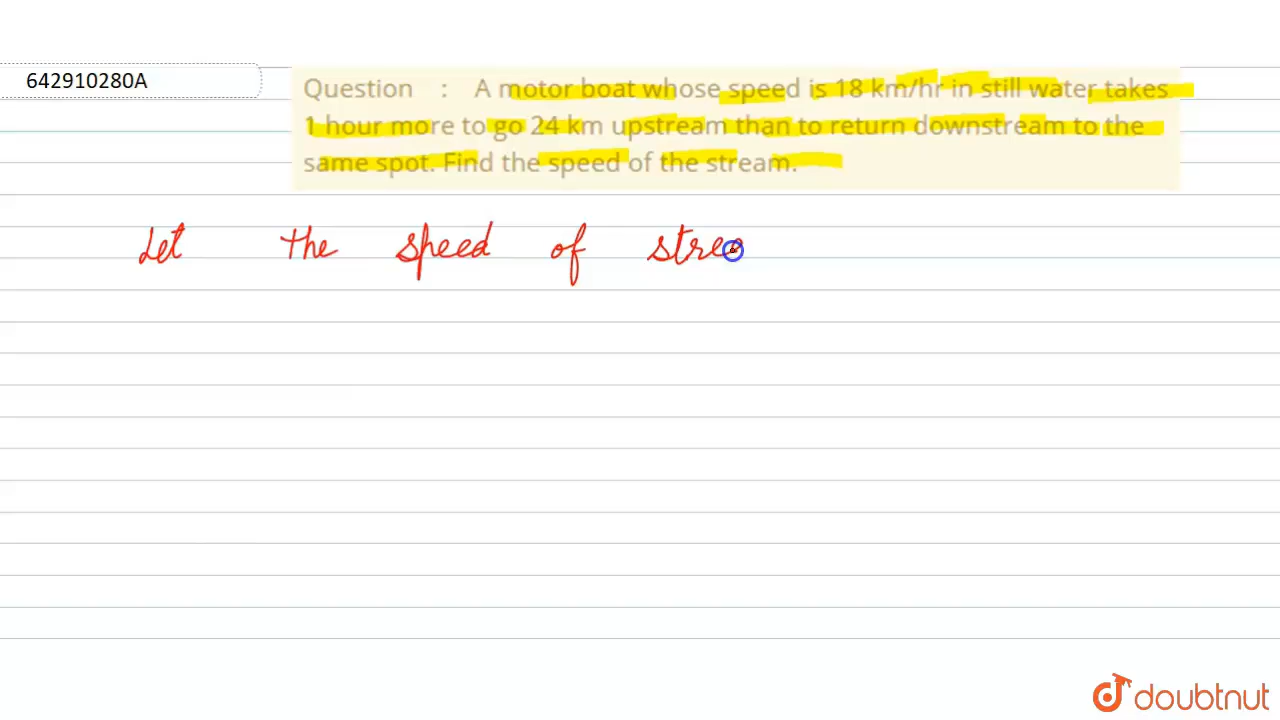 642910280A
Question : A motor boat whose speed is 18 km/hr in still water takes
1 hour more to go 24 km upstream than to return downstream to the
same spot. Find the speed of the stream.
Let the speed of stree
doubtnut